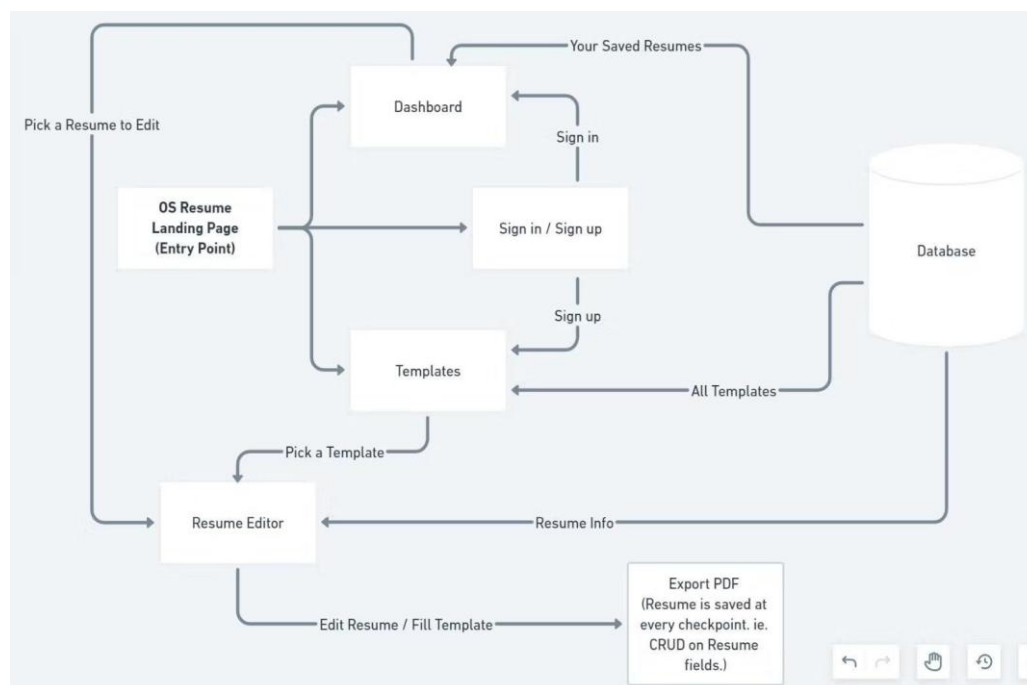 Your Saved Resumes
Dashboard
Pick a Resume to Edit
Sign in
OS Resume
Landing Page
(Entry Point)
Sign in / Sign up
Database
Sign up
Templates
All Templates
Pick a Template
Resume Editor
Resume Info
Export PDF
(Resume is saved at
every checkpoint. ie.
CRUD on Resume
fields.)
Edit Resume / Fill Template